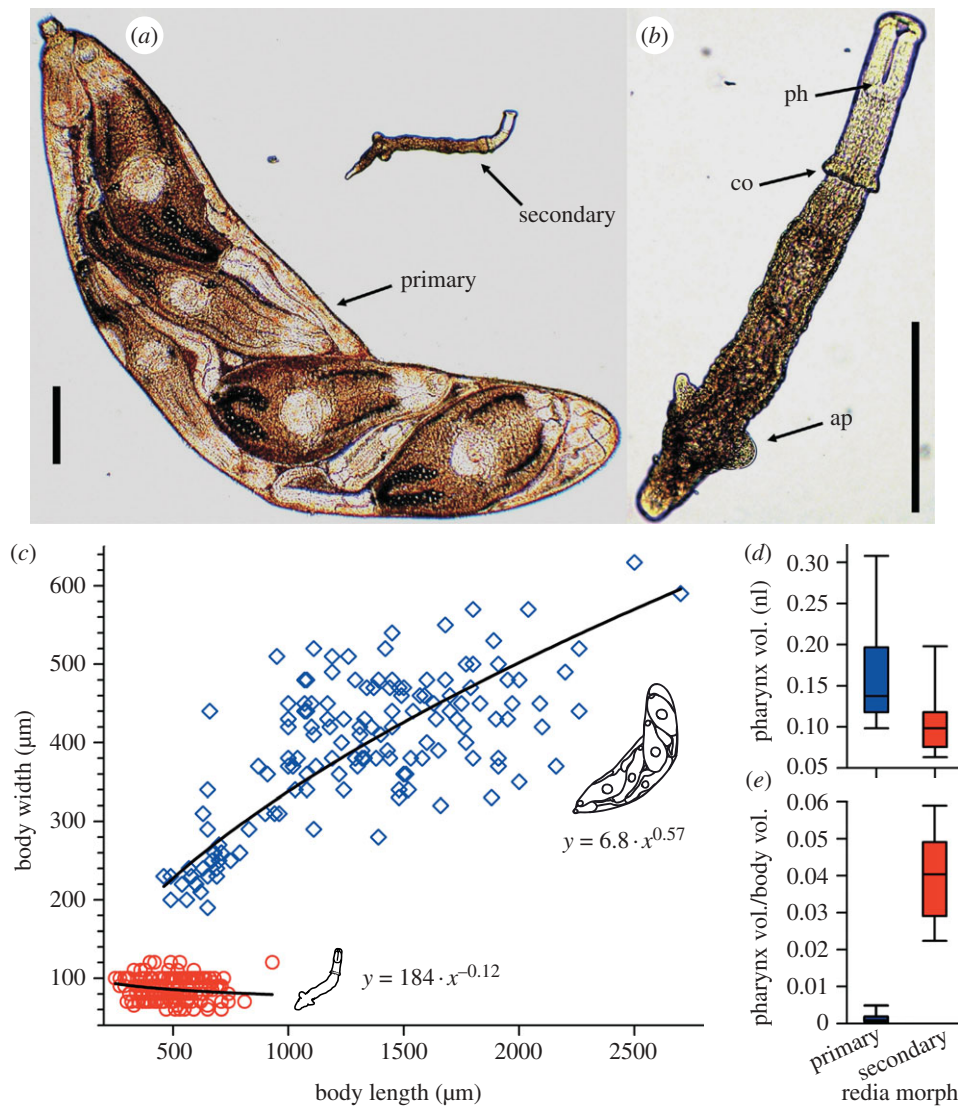 (a)
secondary
primary
(b)
ph
co
ap
(c)
600
500
400
300
200
100
body width (μm)
y = 6.8 · x^0.57
y = 184 · x^–0.12
500
1000
1500
2000
2500
body length (μm)
(d)
0.30
0.25
0.20
0.15
0.10
0.05
pharynx vol. (nl)
(e)
0.06
0.05
0.04
0.03
0.02
0.01
0
pharynx vol./body vol.
primary
secondary
redia morph